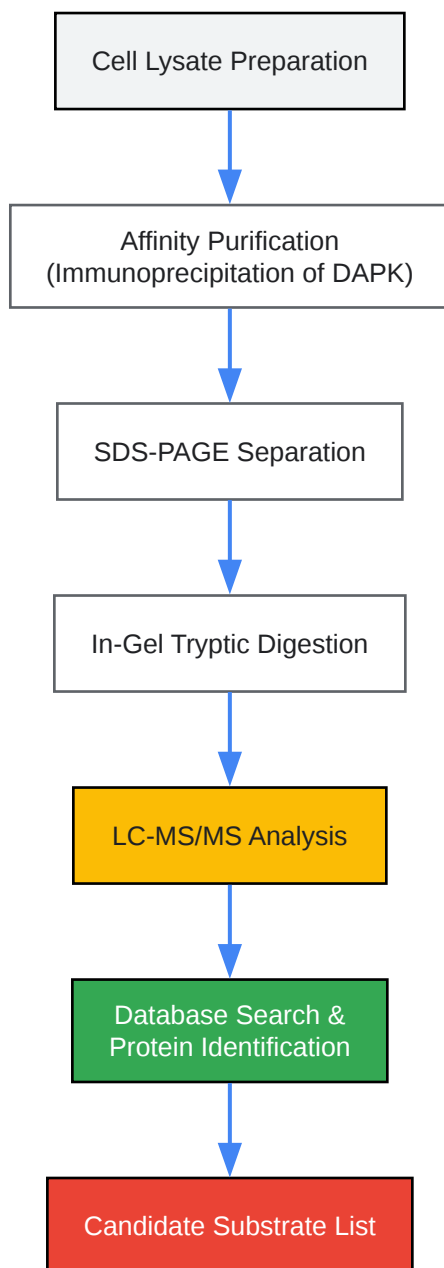 Cell Lysate Preparation
Affinity Purification
(Immunoprecipitation of DAPK)
SDS-PAGE Separation
In-Gel Tryptic Digestion
LC-MS/MS Analysis
Database Search &
Protein Identification
Candidate Substrate List